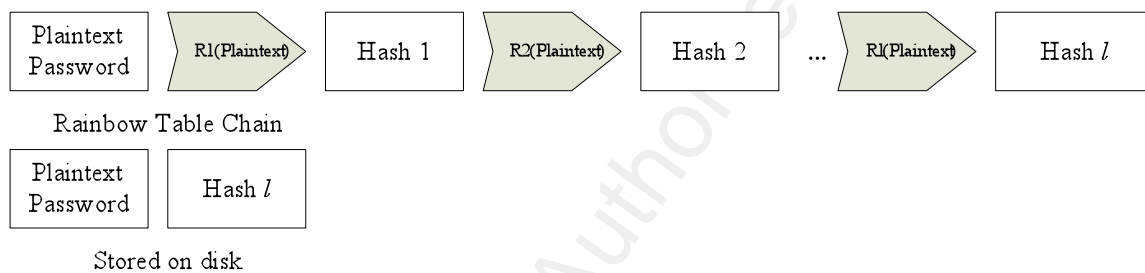 Plaintext Password
R1(Plaintext)
Hash 1
R2(Plaintext)
Hash 2
...
Rl(Plaintext)
Hash l
Rainbow Table Chain
Plaintext Password
Hash l
Stored on disk
Autho